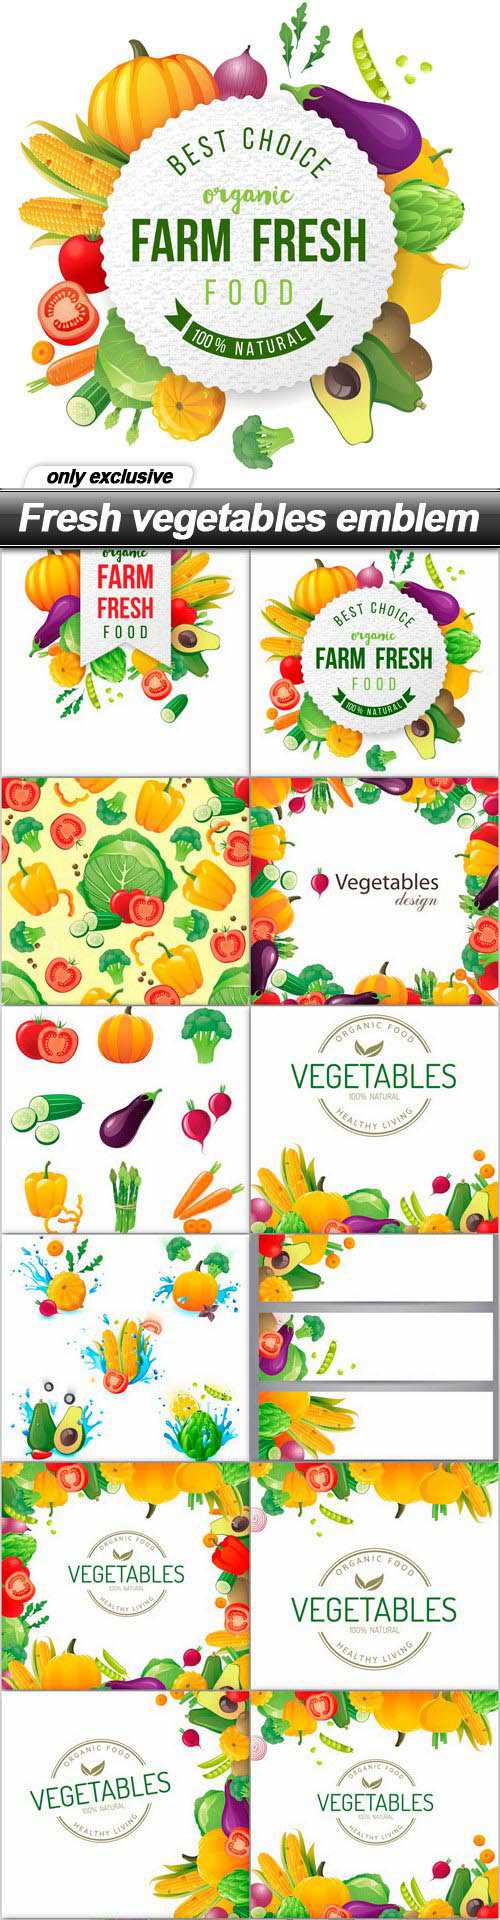 BEST CHOICE
organic
FARM FRESH
FOOD
100% NATURAL
only exclusive
Fresh vegetables emblem
organic
FARM
FRESH
FOOD
BEST CHOICE
organic
FARM FRESH
FOOD
100% NATURAL
Vegetables
design
ORGANIC FOOD
VEGETABLES
100% NATURAL
HEALTHY LIVING
ORGANIC FOOD
VEGETABLES
100% NATURAL
HEALTHY LIVING
ORGANIC FOOD
VEGETABLES
100% NATURAL
HEALTHY LIVING
ORGANIC FOOD
VEGETABLES
100% NATURAL
HEALTHY LIVING
ORGANIC FOOD
VEGETABLES
100% NATURAL
HEALTHY LIVING